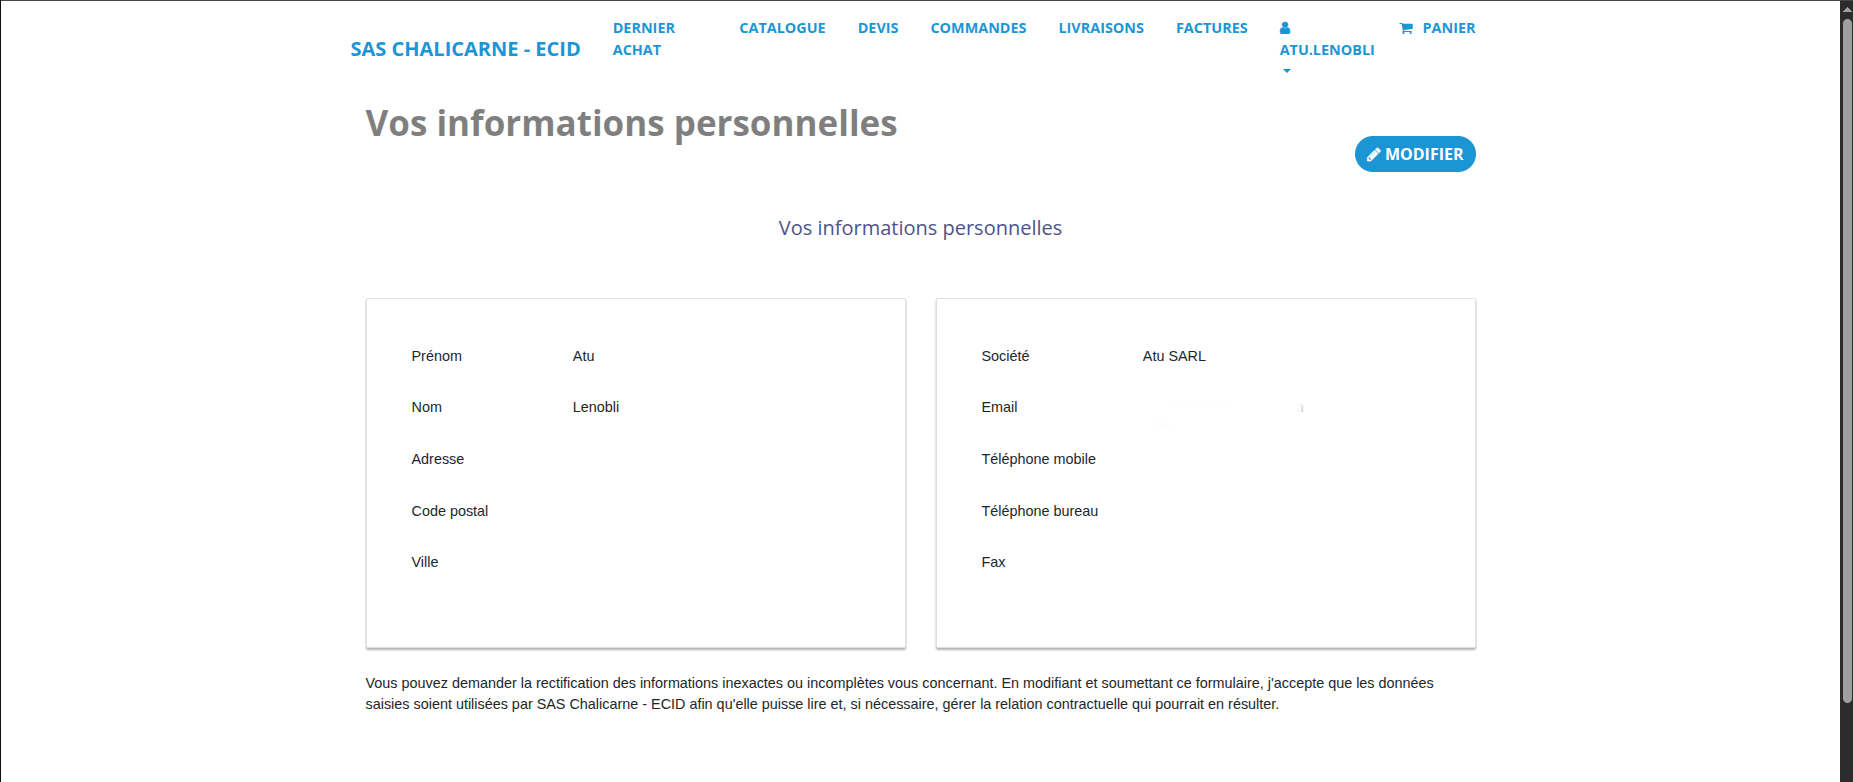 SAS CHALICARNE - ECID
DERNIER ACHAT
CATALOGUE
DEVIS
COMMANDES
LIVRAISONS
FACTURES
ATU.LENOBLI
PANIER
Vos informations personnelles
MODIFIER
Vos informations personnelles
Prénom Atu
Nom Lenobli
Adresse
Code postal
Ville
Société Atu SARL
Email
Téléphone mobile
Téléphone bureau
Fax
Vous pouvez demander la rectification des informations inexactes ou incomplètes vous concernant. En modifiant et soumettant ce formulaire, j'accepte que les données
saisies soient utilisées par SAS Chalicarne - ECID afin qu'elle puisse lire et, si nécessaire, gérer la relation contractuelle qui pourrait en résulter.